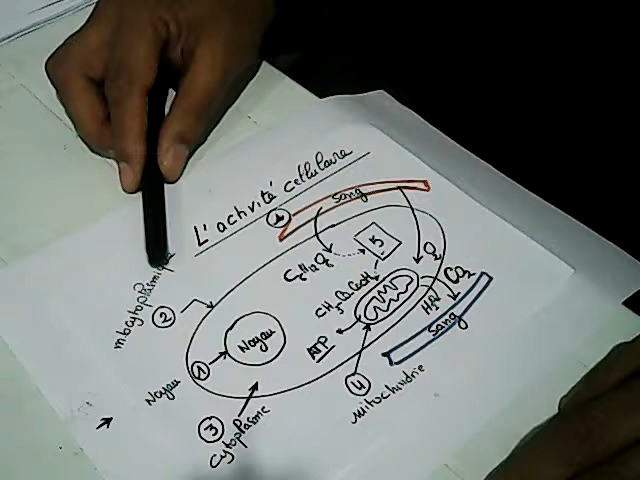 L'activité cellulaire
1
Sang
5
C6H12O6
O2
CO2
H2O
Sang
mbcytoplasmique
2
CH3COCOOH
ATP
Noyau
1
Noyau
4
Mitochondrie
3
Cytoplasme